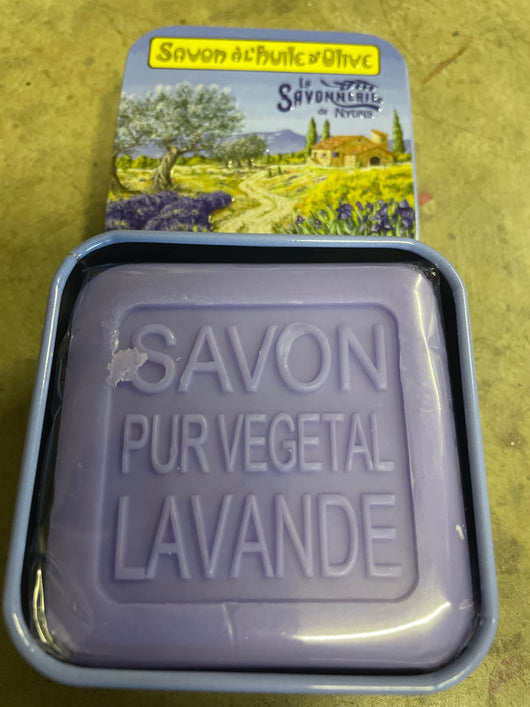 Savon à l'Huile d'Olive
La
SAVONNERIE
de NYONS
SAVON
PUR VEGETAL
LAVANDE